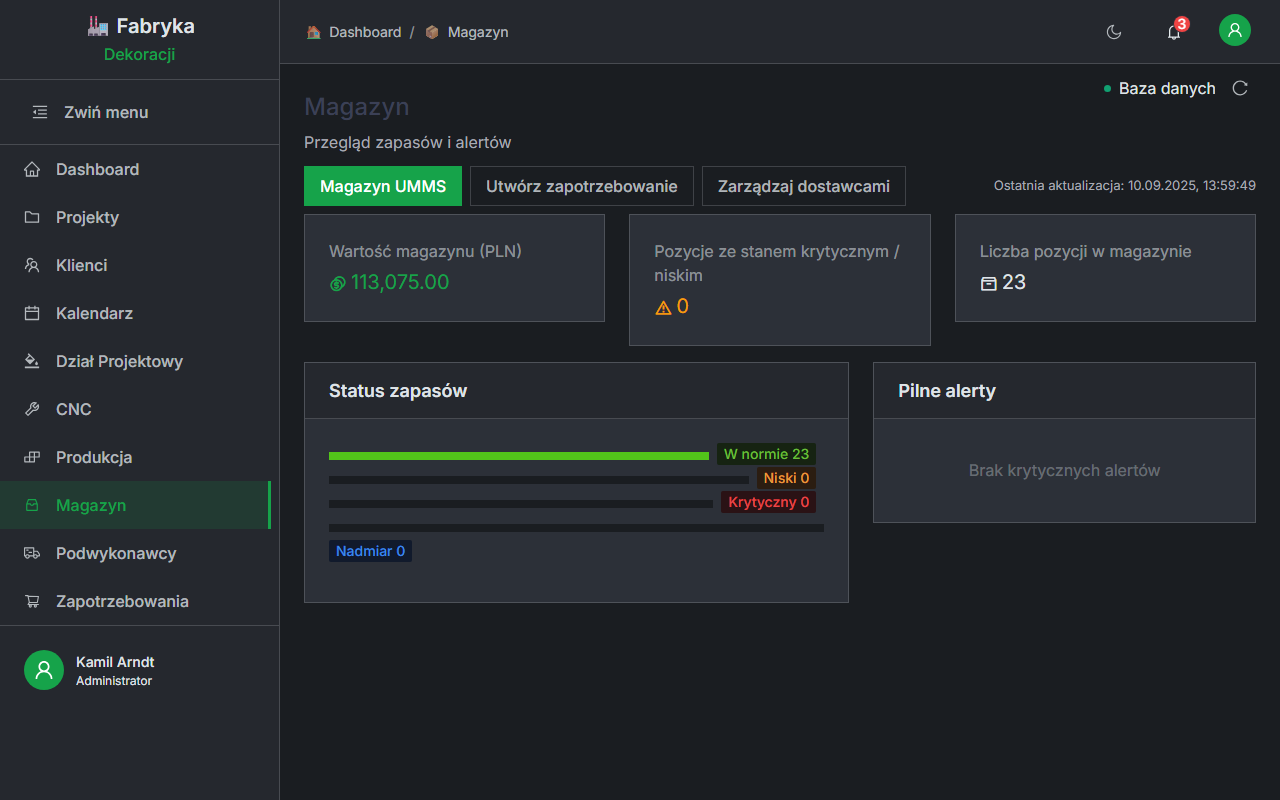 Fabryka
Dekoracji
Zwiń menu
Dashboard
Projekty
Klienci
Kalendarz
Dział Projektowy
CNC
Produkcja
Magazyn
Podwykonawcy
Zapotrzebowania
Kamil Arndt
Administrator
Dashboard / Magazyn
3
Baza danych
Magazyn
Przegląd zapasów i alertów
Magazyn UMMS
Utwórz zapotrzebowanie
Zarządzaj dostawcami
Ostatnia aktualizacja: 10.09.2025, 13:59:49
Wartość magazynu (PLN)
113,075.00
Pozycje ze stanem krytycznym /
niskim
0
Liczba pozycji w magazynie
23
Status zapasów
W normie 23
Niski 0
Krytyczny 0
Nadmiar 0
Pilne alerty
Brak krytycznych alertów